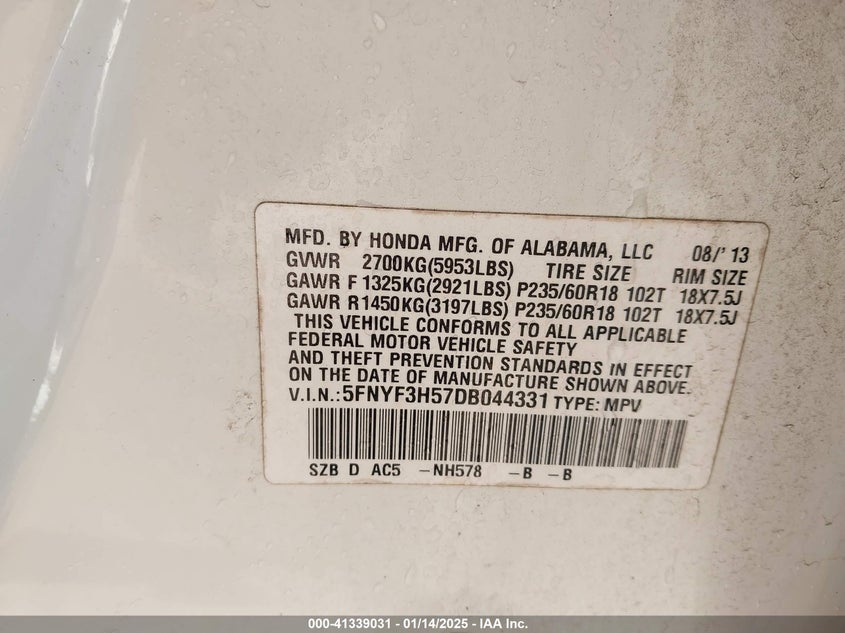 MFD. BY HONDA MFG. OF ALABAMA, LLC 08/'13
GVWR 2700KG(5953LBS) TIRE SIZE RIM SIZE
GAWR F 1325KG(2921LBS) P235/60R18 102T 18X7.5J
GAWR R1450KG(3197LBS) P235/60R18 102T 18X7.5J
THIS VEHICLE CONFORMS TO ALL APPLICABLE
FEDERAL MOTOR VEHICLE SAFETY
AND THEFT PREVENTION STANDARDS IN EFFECT
ON THE DATE OF MANUFACTURE SHOWN ABOVE.
V.I.N.:5FNYF3H57DB044331 TYPE: MPV
SZB D AC5 -NH578 -B -B
000-41339031 - 01/14/2025 - IAA Inc.